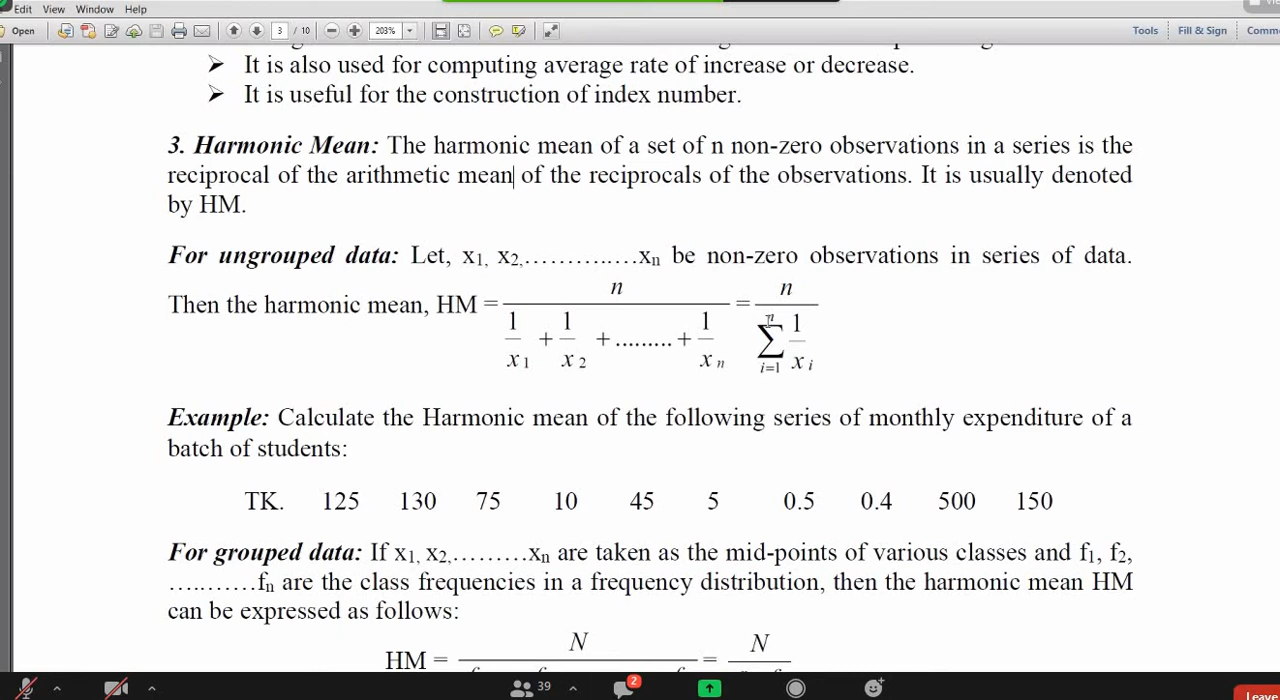 Edit View Window Help
Open 3 / 10 203% Tools Fill & Sign
➢ It is also used for computing average rate of increase or decrease.
➢ It is useful for the construction of index number.
3. Harmonic Mean: The harmonic mean of a set of n non-zero observations in a series is the
reciprocal of the arithmetic mean of the reciprocals of the observations. It is usually denoted
by HM.
For ungrouped data: Let, x1, x2,………..…xn be non-zero observations in series of data.
Then the harmonic mean, HM = n / (1/x1 + 1/x2 + ......... + 1/xn) = n / (∑_{i=1}^{n} 1/xi)
Example: Calculate the Harmonic mean of the following series of monthly expenditure of a
batch of students:
TK. 125 130 75 10 45 5 0.5 0.4 500 150
For grouped data: If x1, x2,………xn are taken as the mid-points of various classes and f1, f2,
…..……fn are the class frequencies in a frequency distribution, then the harmonic mean HM
can be expressed as follows:
HM = N = N
39 2
Leave